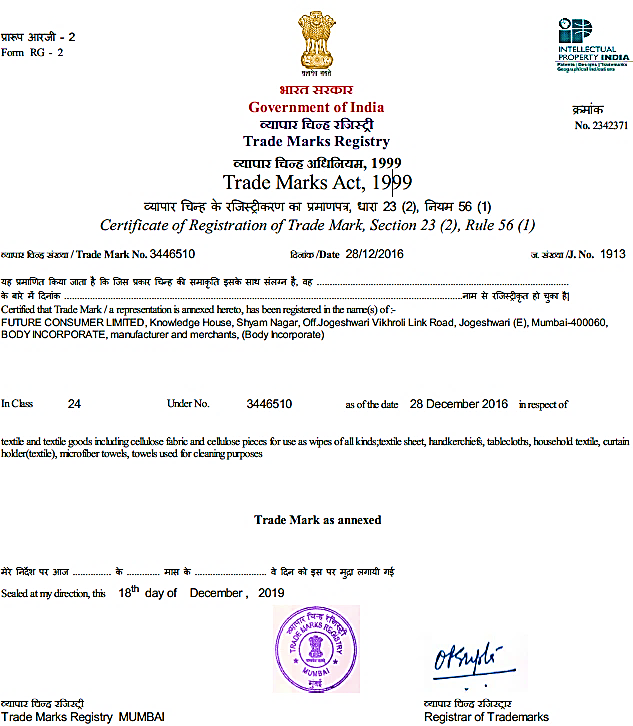 प्रारूप आरजी - 2
Form RG - 2
सत्यमेव जयते
INTELLECTUAL
PROPERTY INDIA
Patents | Designs | Trademarks
Geographical Indications
भारत सरकार
Government of India
व्यापार चिन्ह रजिस्ट्री
Trade Marks Registry
क्रमांक
No. 2342371
व्यापार चिन्ह अधिनियम, 1999
Trade Marks Act, 1999
व्यापार चिन्ह के रजिस्ट्रीकरण का प्रमाणपत्र, धारा 23 (2), नियम 56 (1)
Certificate of Registration of Trade Mark, Section 23 (2), Rule 56 (1)
व्यापार चिन्ह संख्या / Trade Mark No. 3446510 दिनांक /Date 28/12/2016 ज. संख्या /J. No. 1913
यह प्रमाणित किया जाता है कि जिस प्रकार चिन्ह की समाकृति इसके साथ संलग्न है, वह ........
के बारे में दिनांक ........ नाम से रजिस्ट्रीकृत हो चुका है|
Certified that Trade Mark / a representation is annexed hereto, has been registered in the name(s) of :-
FUTURE CONSUMER LIMITED, Knowledge House, Shyam Nagar, Off.Jogeshwari Vikhroli Link Road, Jogeshwari (E), Mumbai-400060,
BODY INCORPORATE, manufacturer and merchants, (Body Incorporate)
In Class 24 Under No. 3446510 as of the date 28 December 2016 in respect of
textile and textile goods including cellulose fabric and cellulose pieces for use as wipes of all kinds;textile sheet, handkerchiefs, tablecloths, household textile, curtain
holder(textile), microfiber towels, towels used for cleaning purposes
Trade Mark as annexed
मेरे निर्देश पर आज ............... के ............. मास के ............................ वे दिन को इस पर मुद्रा लगायी गई
Sealed at my direction, this 18th day of December , 2019
व्यापार चिन्ह रजिस्ट्री
TRADE MARKS REGISTRY
MUMBAI
मुंबई
व्यापार चिन्ह रजिस्ट्री
Trade Marks Registry MUMBAI
व्यापार चिन्ह रजिस्ट्रार
Registrar of Trademarks